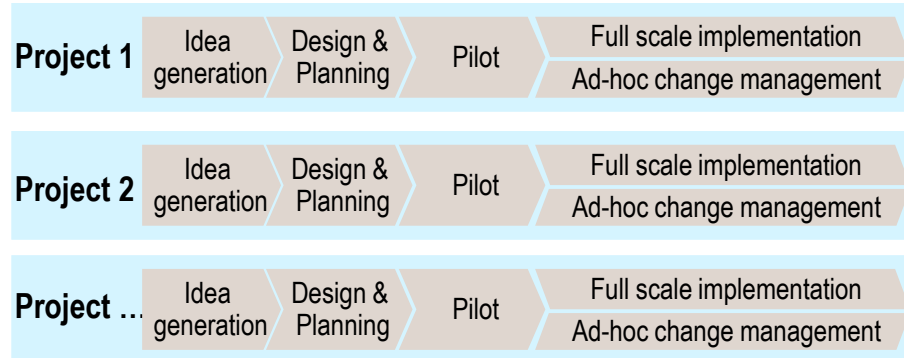 Project 1
Idea
generation
Design &
Planning
Pilot
Full scale implementation
Ad-hoc change management
Project 2
Idea
generation
Design &
Planning
Pilot
Full scale implementation
Ad-hoc change management
Project …
Idea
generation
Design &
Planning
Pilot
Full scale implementation
Ad-hoc change management